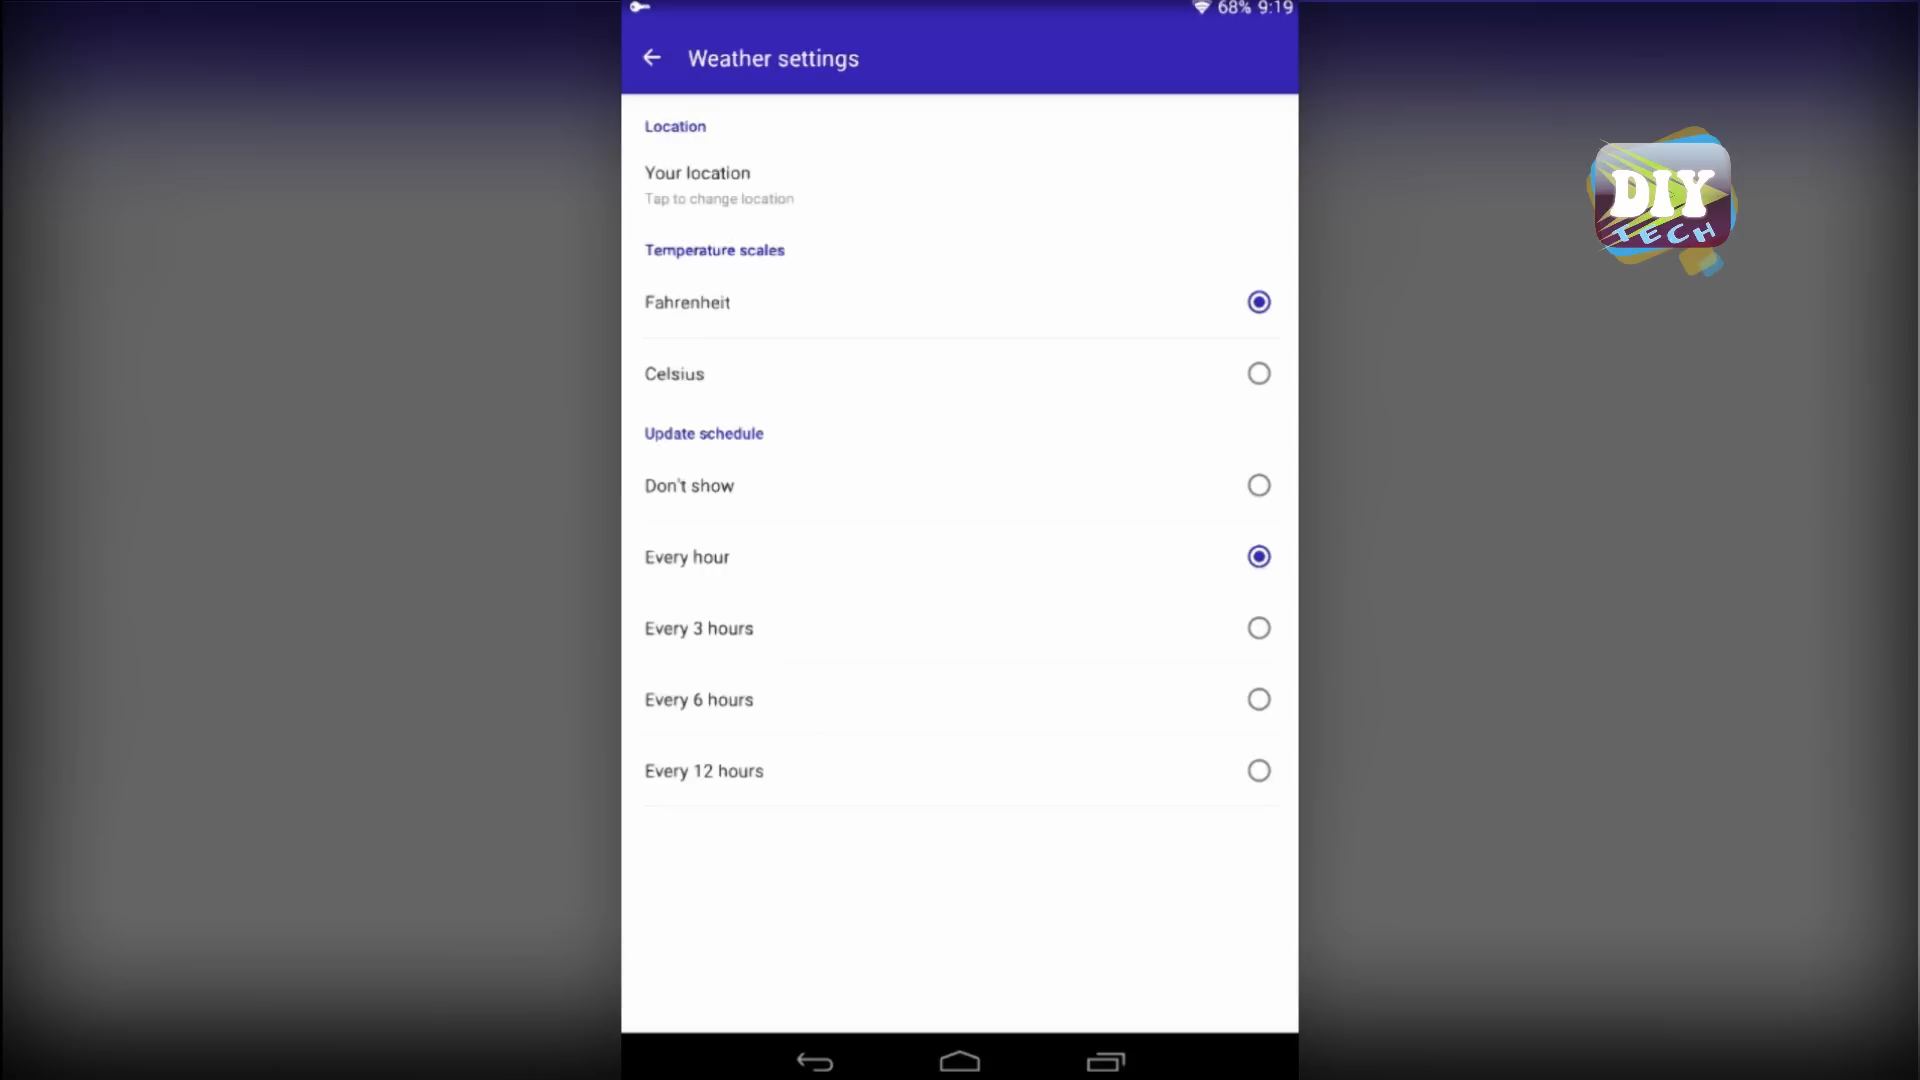 68% 9:19
Weather settings
Location
Your location
Tap to change location
Temperature scales
Fahrenheit
Celsius
Update schedule
Don't show
Every hour
Every 3 hours
Every 6 hours
Every 12 hours
DIY
TECH